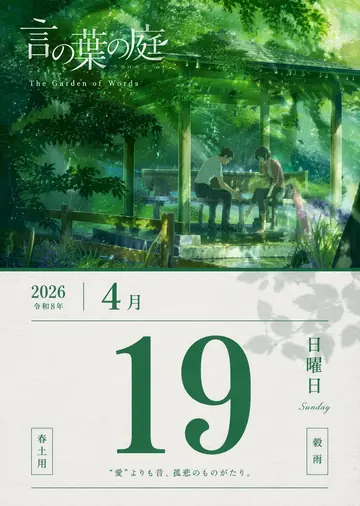 言の葉の庭
The Garden of Words
2026
令和8年
4月
19
日曜日
Sunday
春土用
穀雨
“愛”よりも昔、孤悲のものがたり。